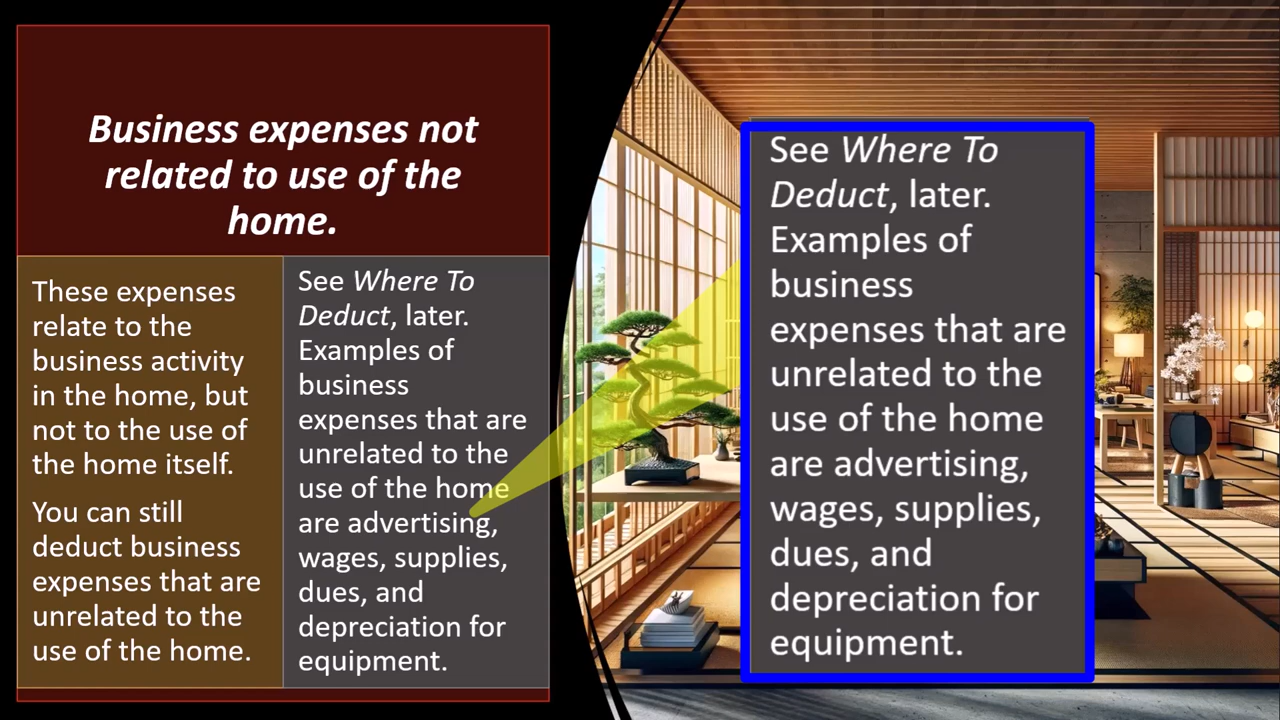 Business expenses not
related to use of the
home.
These expenses
relate to the
business activity
in the home, but
not to the use of
the home itself.
You can still
deduct business
expenses that are
unrelated to the
use of the home.
See Where To
Deduct, later.
Examples of
business
expenses that are
unrelated to the
use of the home
are advertising,
wages, supplies,
dues, and
depreciation for
equipment.
See Where To
Deduct, later.
Examples of
business
expenses that are
unrelated to the
use of the home
are advertising,
wages, supplies,
dues, and
depreciation for
equipment.